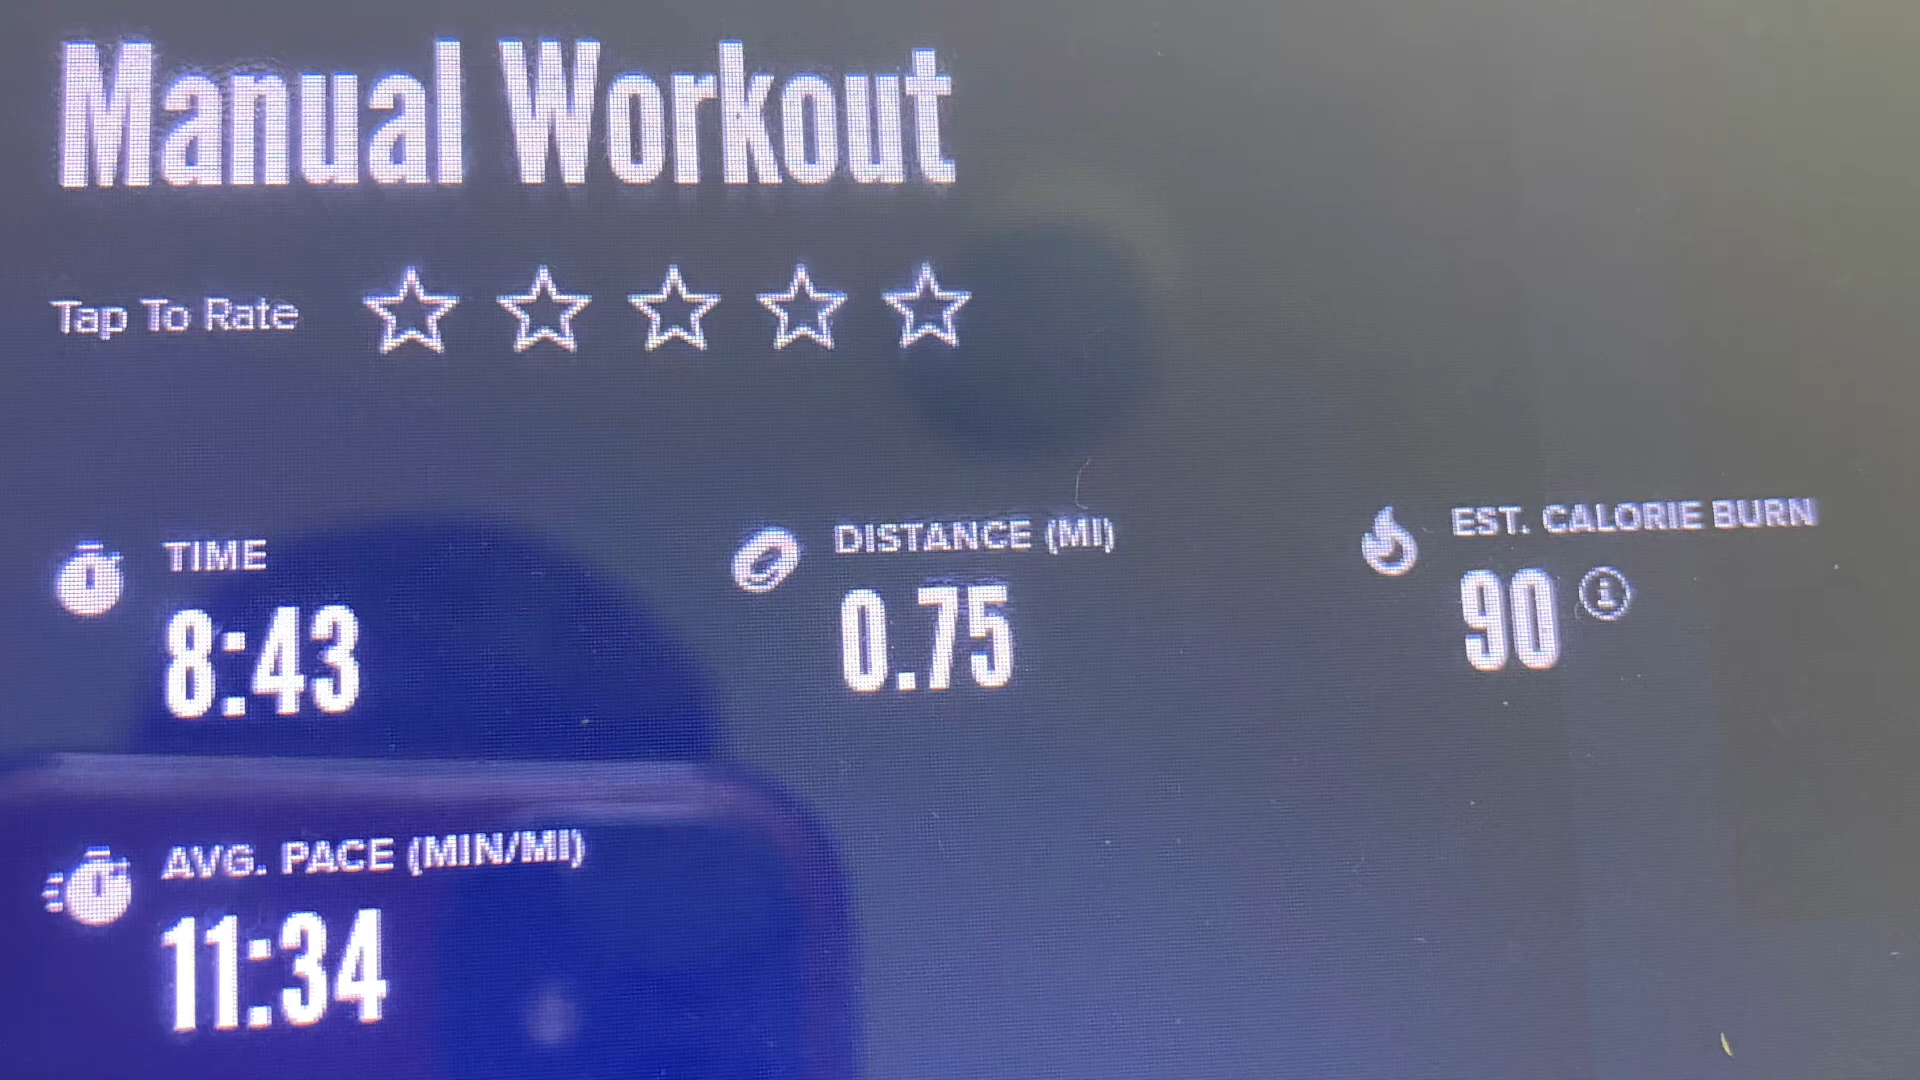 Manual Workout
Tap To Rate
TIME
8:43
DISTANCE (MI)
0.75
EST. CALORIE BURN
90
AVG. PACE (MIN/MI)
11:34